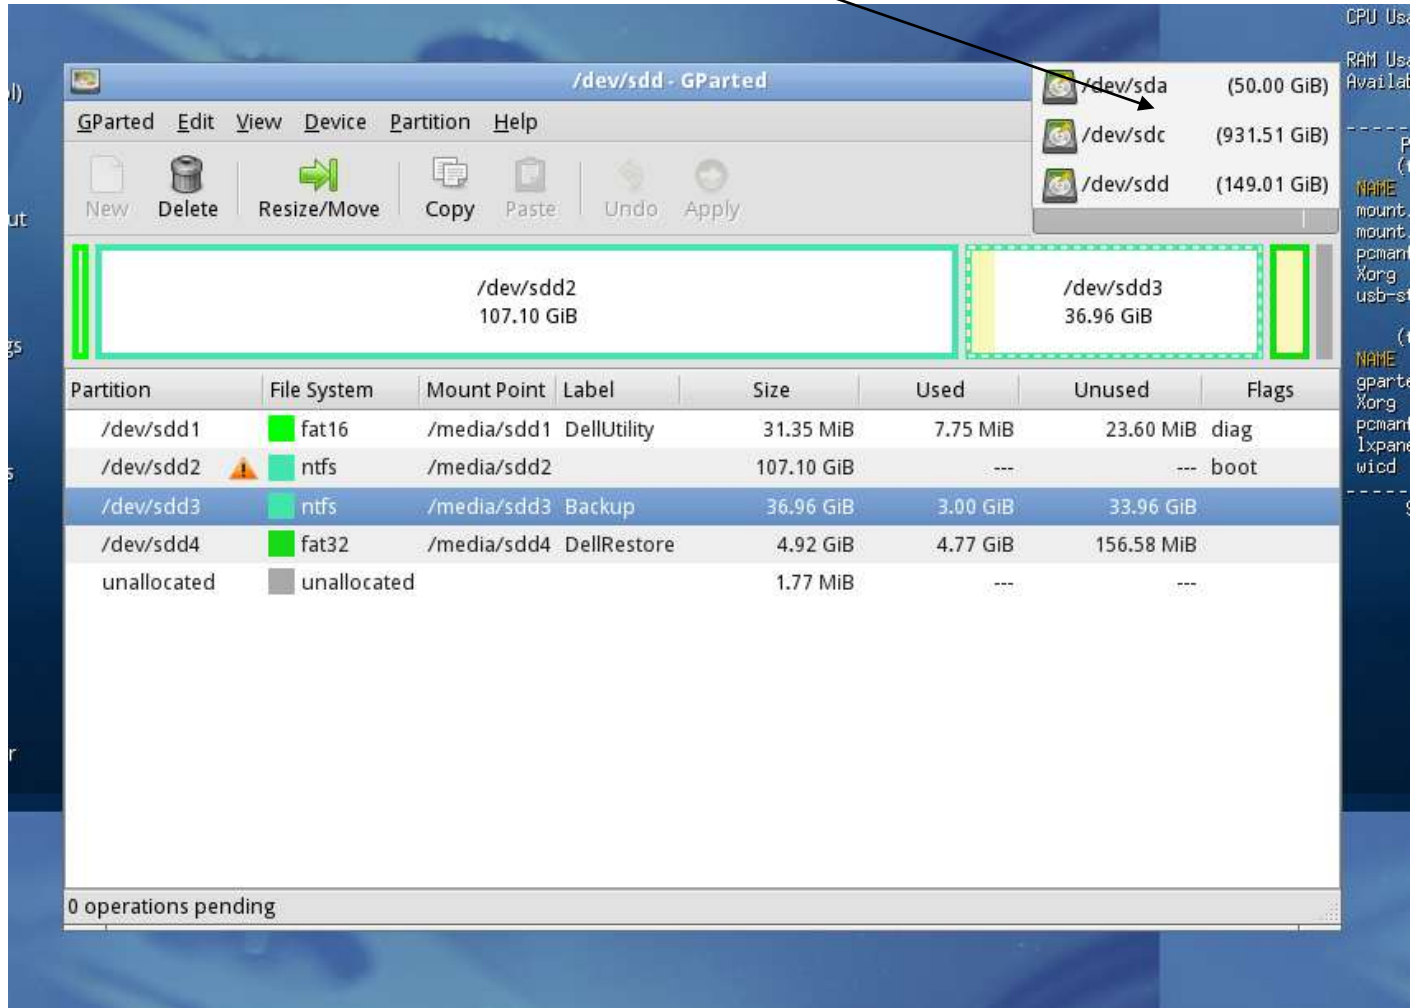 /dev/sdd - GParted
GParted Edit View Device Partition Help
New Delete Resize/Move Copy Paste Undo Apply
/dev/sda (50.00 GiB)
/dev/sdc (931.51 GiB)
/dev/sdd (149.01 GiB)
/dev/sdd2
107.10 GiB
/dev/sdd3
36.96 GiB
Partition File System Mount Point Label Size Used Unused Flags
/dev/sdd1 fat16 /media/sdd1 DellUtility 31.35 MiB 7.75 MiB 23.60 MiB diag
/dev/sdd2 ntfs /media/sdd2 107.10 GiB --- --- boot
/dev/sdd3 ntfs /media/sdd3 Backup 36.96 GiB 3.00 GiB 33.96 GiB
/dev/sdd4 fat32 /media/sdd4 DellRestore 4.92 GiB 4.77 GiB 156.58 MiB
unallocated unallocated 1.77 MiB --- ---
0 operations pending
CPU
RAM
NAME
mount.
mount.
Xorg
NAME
Xorg
wicd